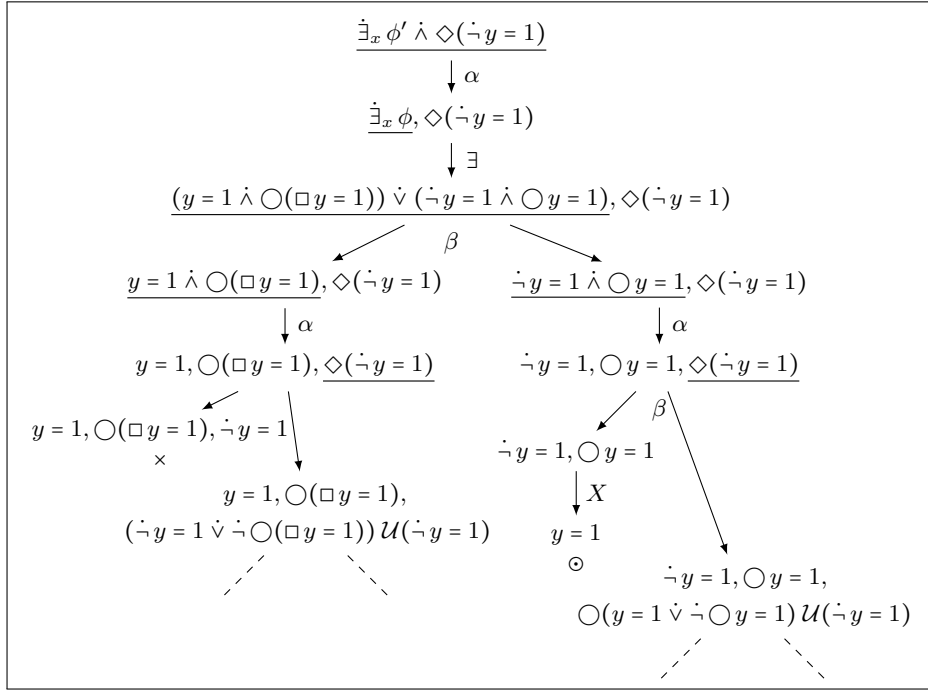 ∃̇ₓ φ′ ∧̇ ◇(¬̇ y = 1)
α
∃̇ₓ φ, ◇(¬̇ y = 1)
∃
(y = 1 ∧̇ ◯(□ y = 1)) ∨̇ (¬̇ y = 1 ∧̇ ◯ y = 1), ◇(¬̇ y = 1)
β
y = 1 ∧̇ ◯(□ y = 1), ◇(¬̇ y = 1)
¬̇ y = 1 ∧̇ ◯ y = 1, ◇(¬̇ y = 1)
α
α
y = 1, ◯(□ y = 1), ◇(¬̇ y = 1)
¬̇ y = 1, ◯ y = 1, ◇(¬̇ y = 1)
β
y = 1, ◯(□ y = 1), ¬̇ y = 1
×
¬̇ y = 1, ◯ y = 1
X
y = 1, ◯(□ y = 1),
(¬̇ y = 1 ∨̇ ¬̇ ◯(□ y = 1)) 𝒰(¬̇ y = 1)
y = 1
⊙
¬̇ y = 1, ◯ y = 1,
◯(y = 1 ∨̇ ¬̇ ◯ y = 1) 𝒰(¬̇ y = 1)